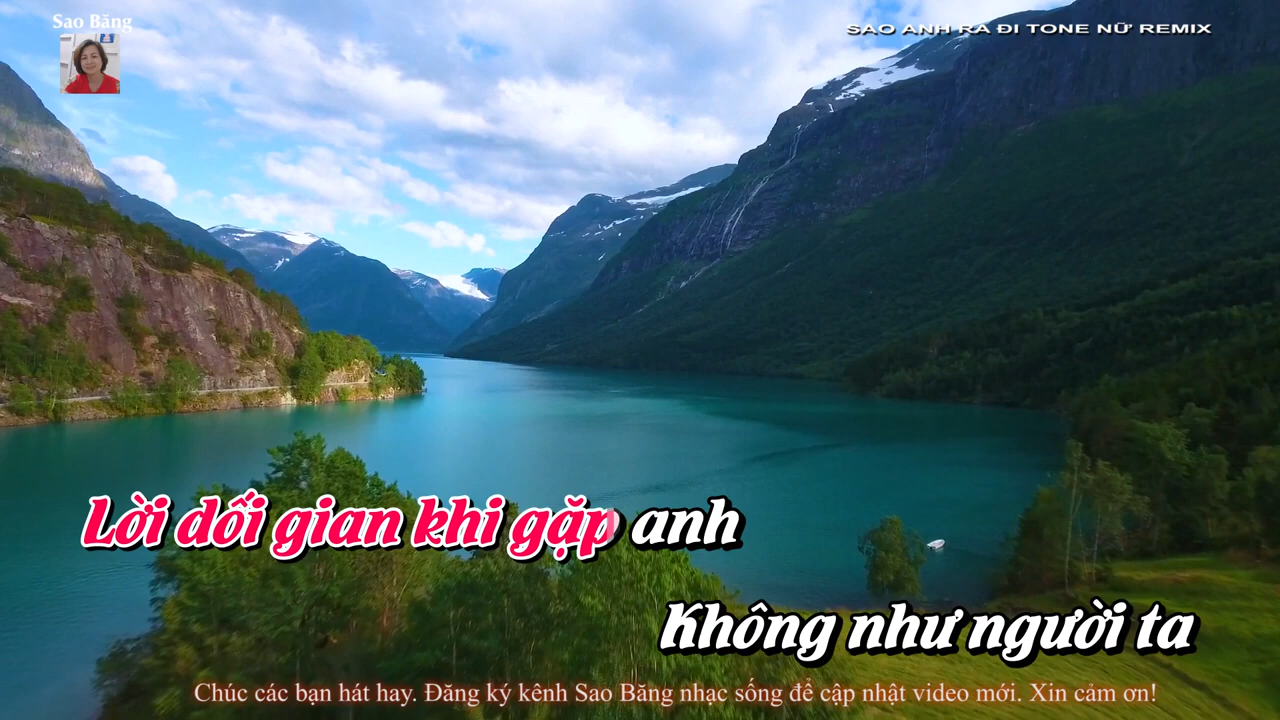 Sao Băng
SAO ANH RA ĐI TONE NỮ REMIX
Lời dối gian khi gặp anh
Không như người ta
Chúc các bạn hát hay. Đăng ký kênh Sao Băng nhạc sống để cập nhật video mới. Xin cảm ơn!